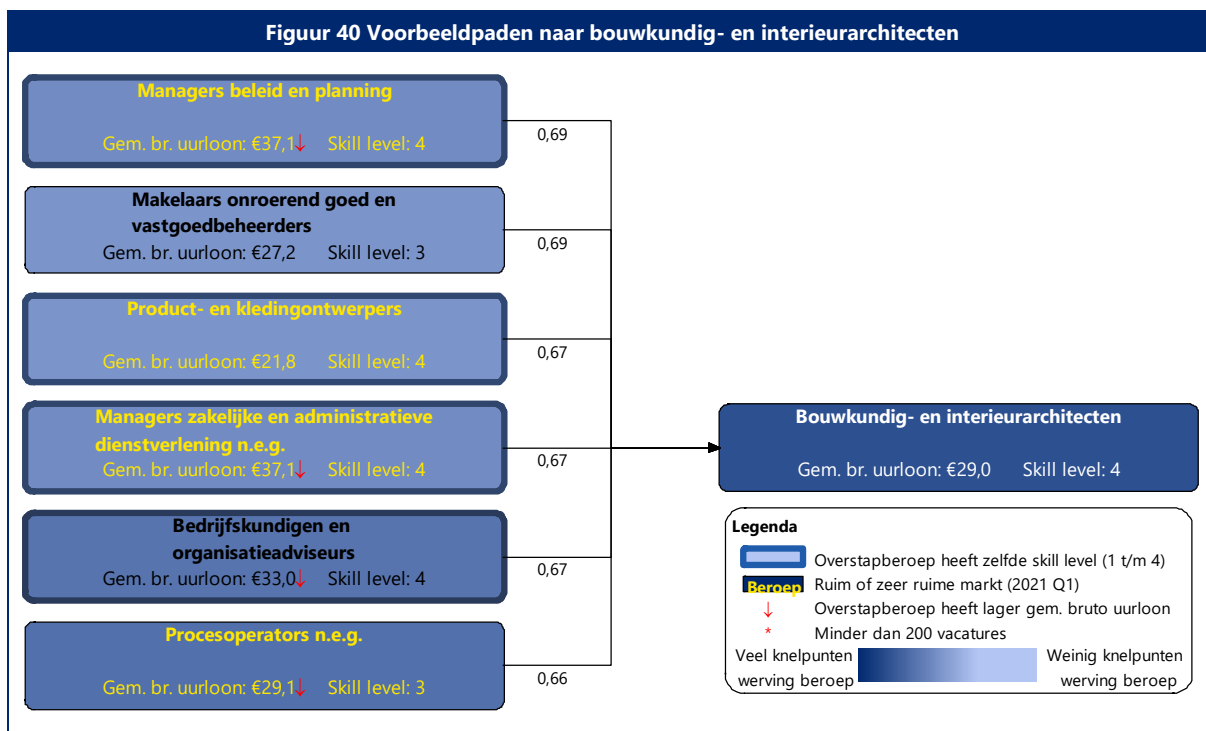 Figuur 40 Voorbeeldpaden naar bouwkundig- en interieurarchitecten
Managers beleid en planning
Gem. br. uurloon: €37,1↓ Skill level: 4
0,69
Makelaars onroerend goed en
vastgoedbeheerders
Gem. br. uurloon: €27,2 Skill level: 3
0,69
Product- en kledingontwerpers
Gem. br. uurloon: €21,8 Skill level: 4
0,67
Managers zakelijke en administratieve
dienstverlening n.e.g.
Gem. br. uurloon: €37,1↓ Skill level: 4
0,67
Bedrijfskundigen en
organisatieadviseurs
Gem. br. uurloon: €33,0↓ Skill level: 4
0,67
Procesoperators n.e.g.
Gem. br. uurloon: €29,1↓ Skill level: 3
0,66
Bouwkundig- en interieurarchitecten
Gem. br. uurloon: €29,0 Skill level: 4
Legenda
Overstapberoep heeft zelfde skill level (1 t/m 4)
Beroep Ruim of zeer ruime markt (2021 Q1)
↓ Overstapberoep heeft lager gem. bruto uurloon
* Minder dan 200 vacatures
Veel knelpunten
werving beroep
Weinig knelpunten
werving beroep